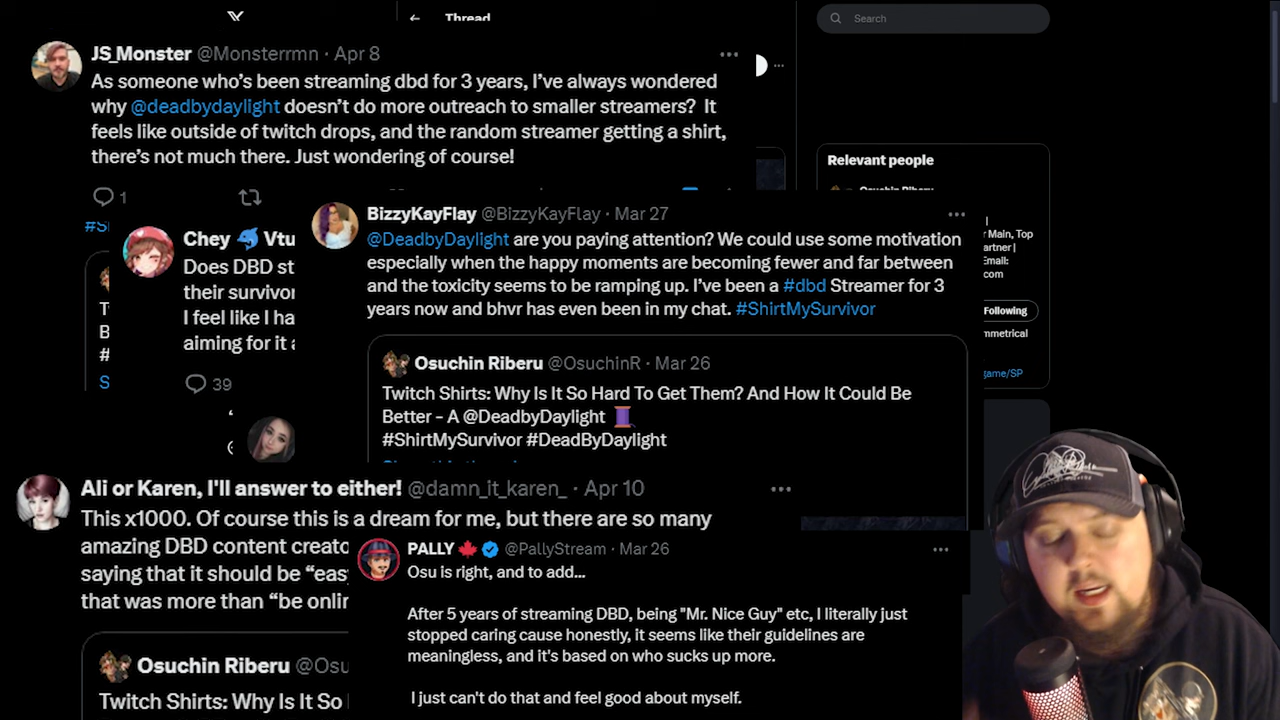 Thread
Search
JS_Monster @Monsterrmn · Apr 8
As someone who's been streaming dbd for 3 years, I've always wondered
why @deadbydaylight doesn't do more outreach to smaller streamers? It
feels like outside of twitch drops, and the random streamer getting a shirt,
there's not much there. Just wondering of course!
1
Relevant people
Main, Top
Email:
com
Following
game/SP
Chey Vtu
Does DBD st
their survivor
I feel like I ha
aiming for it a
39
BizzyKayFlay @BizzyKayFlay · Mar 27
@DeadbyDaylight are you paying attention? We could use some motivation
especially when the happy moments are becoming fewer and far between
and the toxicity seems to be ramping up. I've been a #dbd Streamer for 3
years now and bhvr has even been in my chat. #ShirtMySurvivor
Osuchin Riberu @OsuchinR · Mar 26
Twitch Shirts: Why Is It So Hard To Get Them? And How It Could Be
Better - A @DeadbyDaylight 🧵
#ShirtMySurvivor #DeadByDaylight
Ali or Karen, I'll answer to either! @damn_it_karen_ · Apr 10
This x1000. Of course this is a dream for me, but there are so many
amazing DBD content creato
saying that it should be "eas
that was more than "be onlin
Osuchin Riberu @Osu
Twitch Shirts: Why Is It So
PALLY 🍁 @PallyStream · Mar 26
Osu is right, and to add...
After 5 years of streaming DBD, being "Mr. Nice Guy" etc, I literally just
stopped caring cause honestly, it seems like their guidelines are
meaningless, and it's based on who sucks up more.
I just can't do that and feel good about myself.